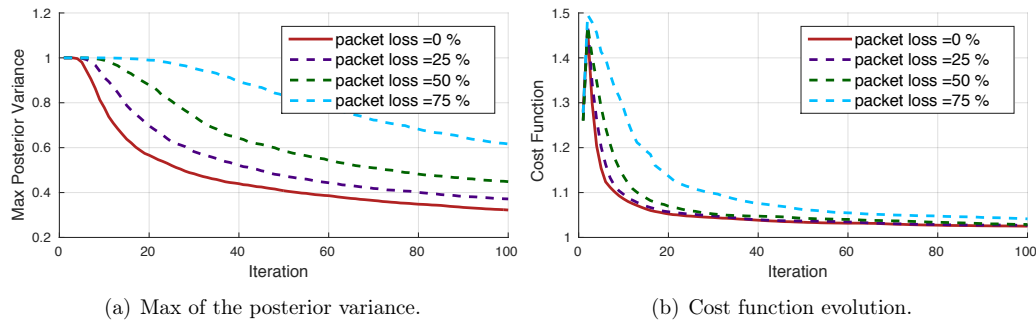 1.2
1
0.8
0.6
0.4
0.2
Max Posterior Variance
packet loss =0 %
packet loss =25 %
packet loss =50 %
packet loss =75 %
0 20 40 60 80 100
Iteration
(a) Max of the posterior variance.
1.5
1.4
1.3
1.2
1.1
1
Cost Function
packet loss =0 %
packet loss =25 %
packet loss =50 %
packet loss =75 %
0 20 40 60 80 100
Iteration
(b) Cost function evolution.